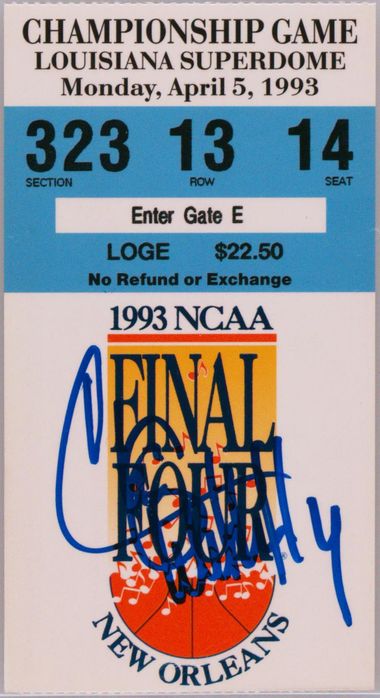 CHAMPIONSHIP GAME
LOUISIANA SUPERDOME
Monday, April 5, 1993
323 13 14
SECTION ROW SEAT
Enter Gate E
LOGE $22.50
No Refund or Exchange
1993 NCAA
FINAL
FOUR
®
NEW ORLEANS